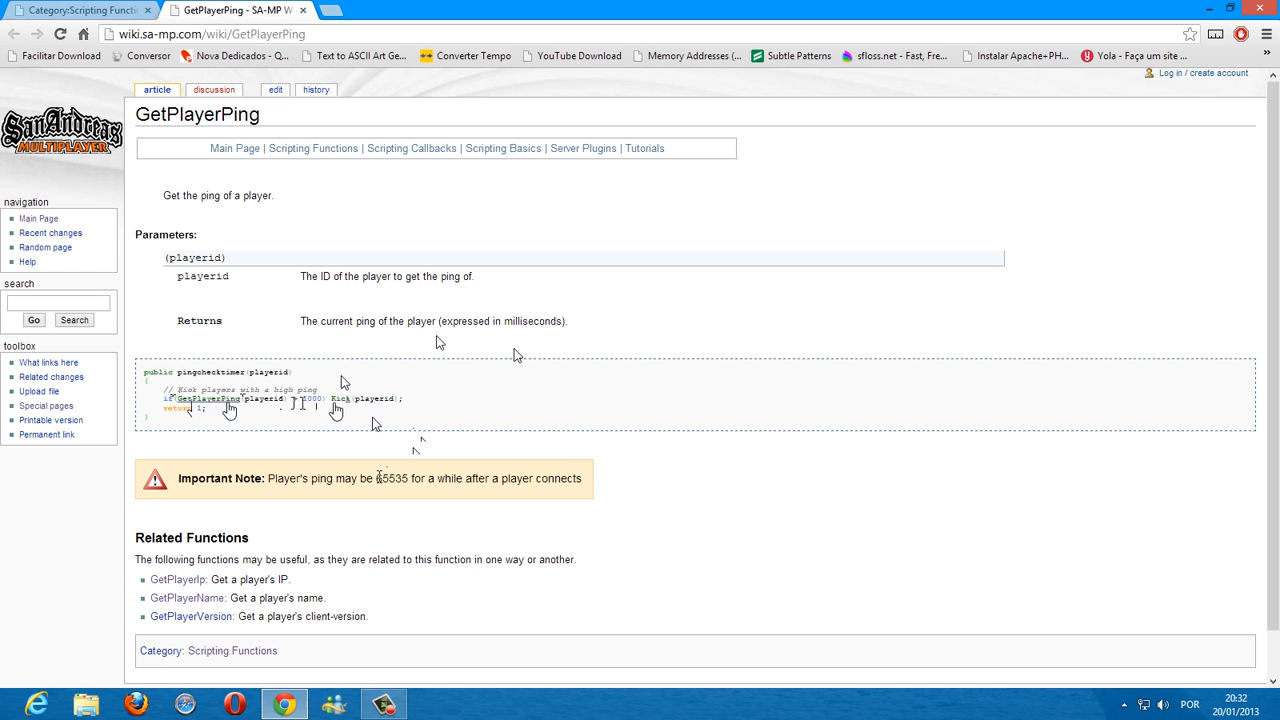 Category:Scripting Functi
GetPlayerPing - SA-MP W
wiki.sa-mp.com/wiki/GetPlayerPing
Facilitar Download
Conversor
Nova Dedicados - Q...
Text to ASCII Art Ge...
Converter Tempo
YouTube Download
Memory Addresses (...
Subtle Patterns
sfloss.net - Fast, Fre...
Instalar Apache+PH...
Yola - Faça um site ...
»
Log in / create account
article
discussion
edit
history
SanAndreas
MULTIPLAYER
GetPlayerPing
Main Page | Scripting Functions | Scripting Callbacks | Scripting Basics | Server Plugins | Tutorials
Get the ping of a player.
Parameters:
(playerid)
playerid The ID of the player to get the ping of.
Returns The current ping of the player (expressed in milliseconds).
public pingchecktimer(playerid)
{
// Kick players with a high ping
if(GetPlayerPing(playerid) > 1000) Kick(playerid);
return 1;
}
Important Note: Player's ping may be 65535 for a while after a player connects
Related Functions
The following functions may be useful, as they are related to this function in one way or another.
GetPlayerIp: Get a player's IP.
GetPlayerName: Get a player's name.
GetPlayerVersion: Get a player's client-version.
Category: Scripting Functions
navigation
Main Page
Recent changes
Random page
Help
search
Go
Search
toolbox
What links here
Related changes
Upload file
Special pages
Printable version
Permanent link
POR
20:32
20/01/2013